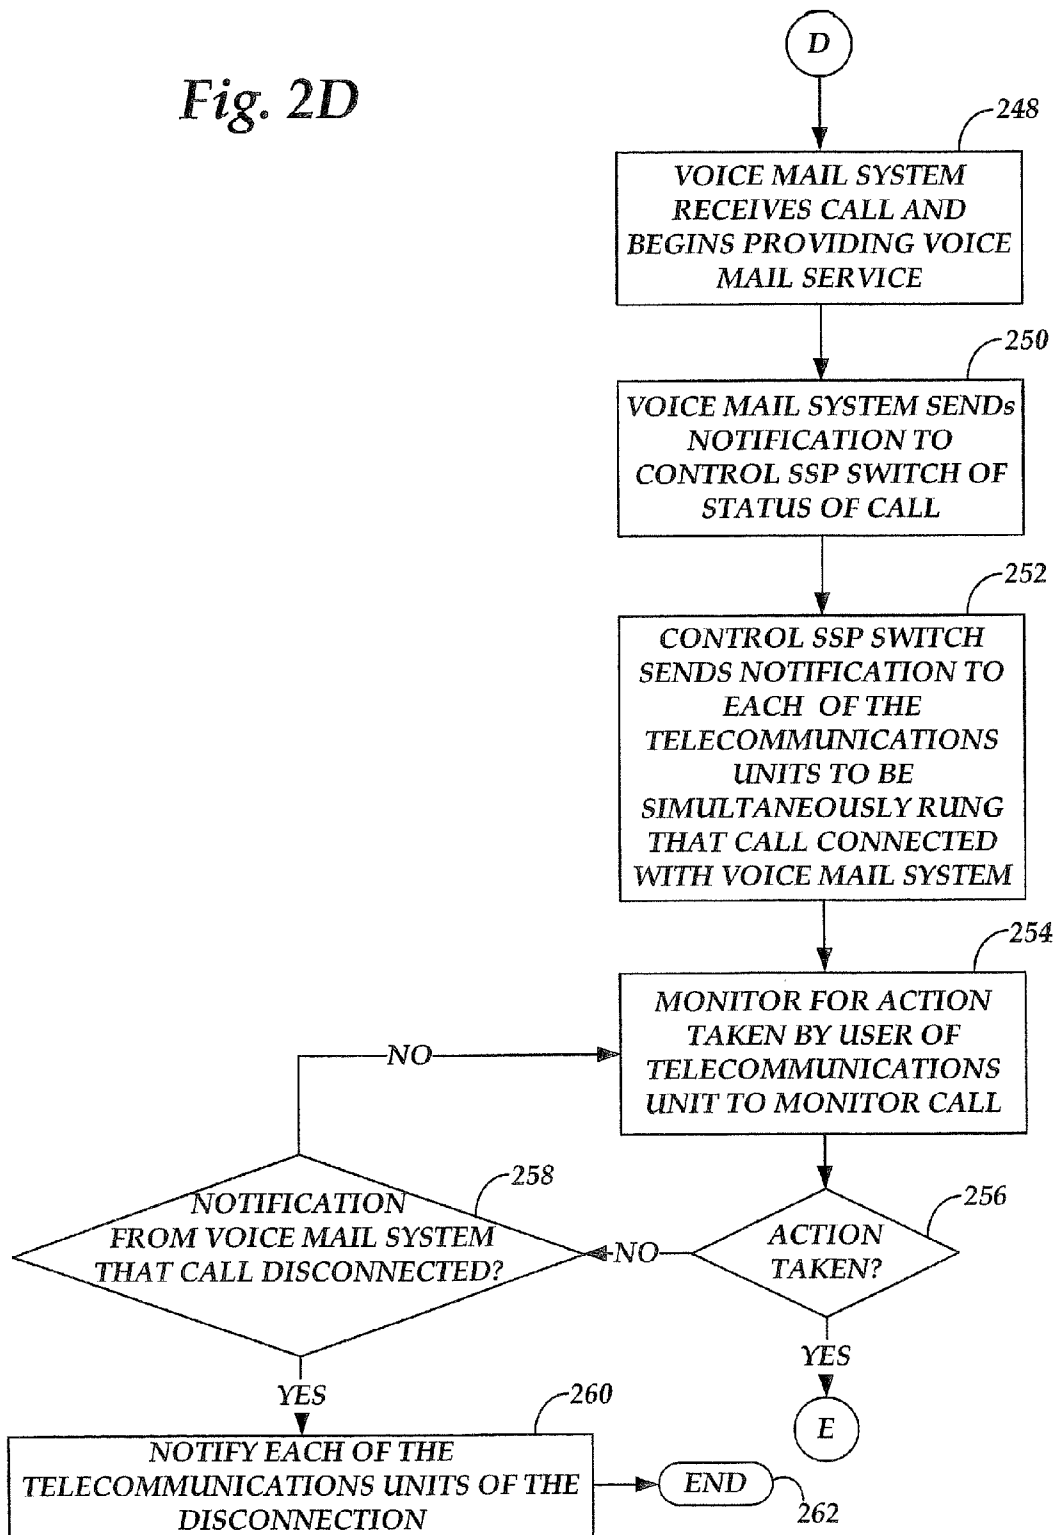 D
Fig. 2D
248
VOICE MAIL SYSTEM
RECEIVES CALL AND
BEGINS PROVIDING VOICE
MAIL SERVICE
250
VOICE MAIL SYSTEM SENDs
NOTIFICATION TO
CONTROL SSP SWITCH OF
STATUS OF CALL
252
CONTROL SSP SWITCH
SENDS NOTIFICATION TO
EACH OF THE
TELECOMMUNICATIONS
UNITS TO BE
SIMULTANEOUSLY RUNG
THAT CALL CONNECTED
WITH VOICE MAIL SYSTEM
254
MONITOR FOR ACTION
TAKEN BY USER OF
TELECOMMUNICATIONS
UNIT TO MONITOR CALL
NO
256
ACTION
TAKEN?
NO
258
NOTIFICATION
FROM VOICE MAIL SYSTEM
THAT CALL DISCONNECTED?
YES
E
YES
260
NOTIFY EACH OF THE
TELECOMMUNICATIONS UNITS OF THE
DISCONNECTION
END
262